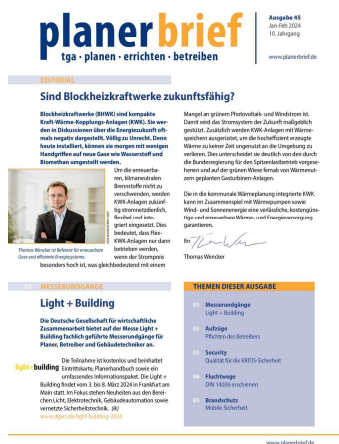 planerbrief
tga · planen · errichten · betreiben
Ausgabe 45
Jan-Feb 2024
10. Jahrgang
www.planerbrief.de
EDITORIAL
Sind Blockheizkraftwerke zukunftsfähig?
Blockheizkraftwerke (BHKW) sind kompakte
Kraft-Wärme-Kopplungs-Anlagen (KWK). Sie wer-
den in Diskussionen über die Energiezukunft oft-
mals negativ dargestellt. Völlig zu Unrecht. Denn
heute installiert, können sie morgen mit wenigen
Handgriffen auf neue Gase wie Wasserstoff und
Biomethan umgestellt werden.
Um die erneuerba-
ren, klimaneutralen
Brennstoffe nicht zu
verschwenden, werden
KWK-Anlagen zukünf-
tig stromnetzdienlich,
flexibel und inte-
griert eingesetzt. Dies
bedeutet, dass Flex-
KWK-Anlagen nur dann
betrieben werden,
wenn der Strompreis
besonders hoch ist, was gleichbedeutend mit einem
Thomas Wencker ist Referent für erneuerbare
Gase und effiziente Energiesysteme.
Mangel an grünem Photovoltaik- und Windstrom ist.
Damit wird das Stromsystem der Zukunft maßgeblich
gestützt. Zusätzlich werden KWK-Anlagen mit Wärme-
speichern ausgerüstet, um die hocheffizient erzeugte
Wärme zu keiner Zeit ungenutzt an die Umgebung zu
verlieren. Dies unterscheidet sie deutlich von den durch
die Bundesregierung für den Spitzenlastbetrieb vorgese-
henen und auf der grünen Wiese fernab von Wärmenut-
zern geplanten Gasturbinen-Anlagen.
Die in die kommunale Wärmeplanung integrierte KWK
kann im Zusammenspiel mit Wärmepumpen sowie
Wind- und Sonnenenergie eine verlässliche, kostengüns-
tige und erneuerbare Wärme- und Energieversorgung
garantieren.
Ihr
Thomas Wencker
01 MESSERUNDGÄNGE
Light + Building
Die Deutsche Gesellschaft für wirtschaftliche
Zusammenarbeit bietet auf der Messe Light +
Building fachlich geführte Messerundgänge für
Planer, Betreiber und Gebäudetechniker an.
light+building
Die Teilnahme ist kostenlos und beinhaltet
Eintrittskarte, Planerhandbuch sowie ein
umfassendes Informationspaket. Die Light +
Building findet vom 3. bis 8. März 2024 in Frankfurt am
Main statt. Im Fokus stehen Neuheiten aus den Berei-
chen Licht, Elektrotechnik, Gebäudeautomation sowie
vernetzte Sicherheitstechnik. (JK)
www.dgwz.de/light-building-2024
THEMEN DIESER AUSGABE
01 Messerundgänge
Light + Building
02 Aufzüge
Pflichten des Betreibers
03 Security
Qualität für die KRITIS-Sicherheit
04 Fluchtwege
DIN 14036 erschienen
05 Brandschutz
Mobile Sicherheit
www.planerbrief.de